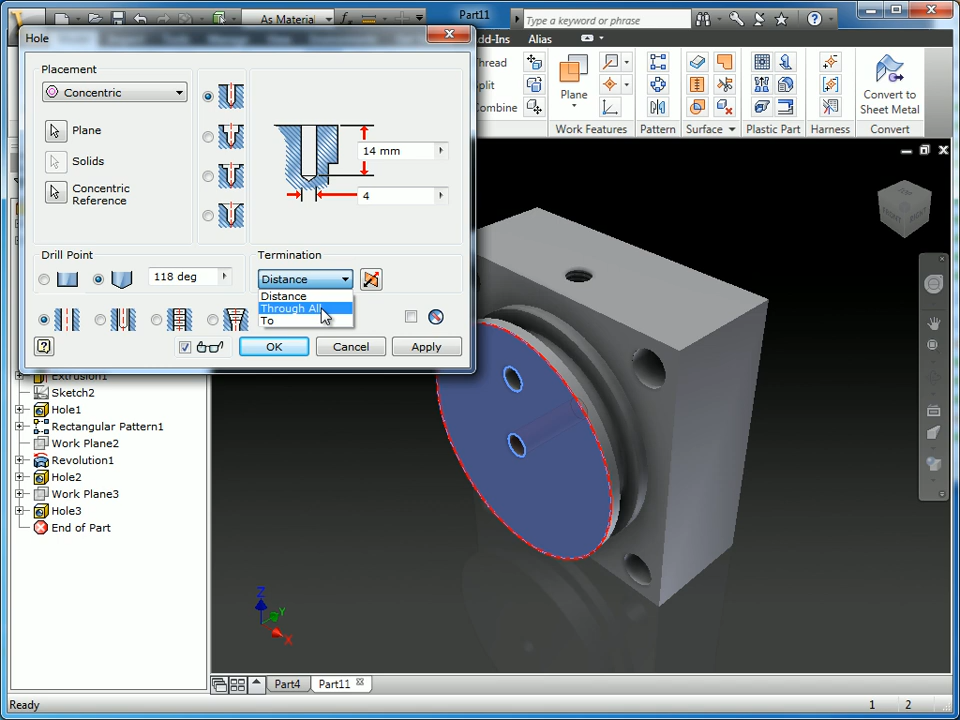 As Material
Part11
Type a keyword or phrase
Hole
dd-Ins
Alias
Placement
Concentric
Plane
Solids
Concentric
Reference
14 mm
4
Drill Point
118 deg
Termination
Distance
Distance
Through All
To
OK
Cancel
Apply
hread
plit
ombine
Plane
Work Features
Pattern
Surface
Plastic Part
Harness
Convert to
Sheet Metal
Convert
Extrusion1
Sketch2
Hole1
Rectangular Pattern1
Work Plane2
Revolution1
Hole2
Work Plane3
Hole3
End of Part
Z
Y
X
FRONT
Part4
Part11
Ready
1
2